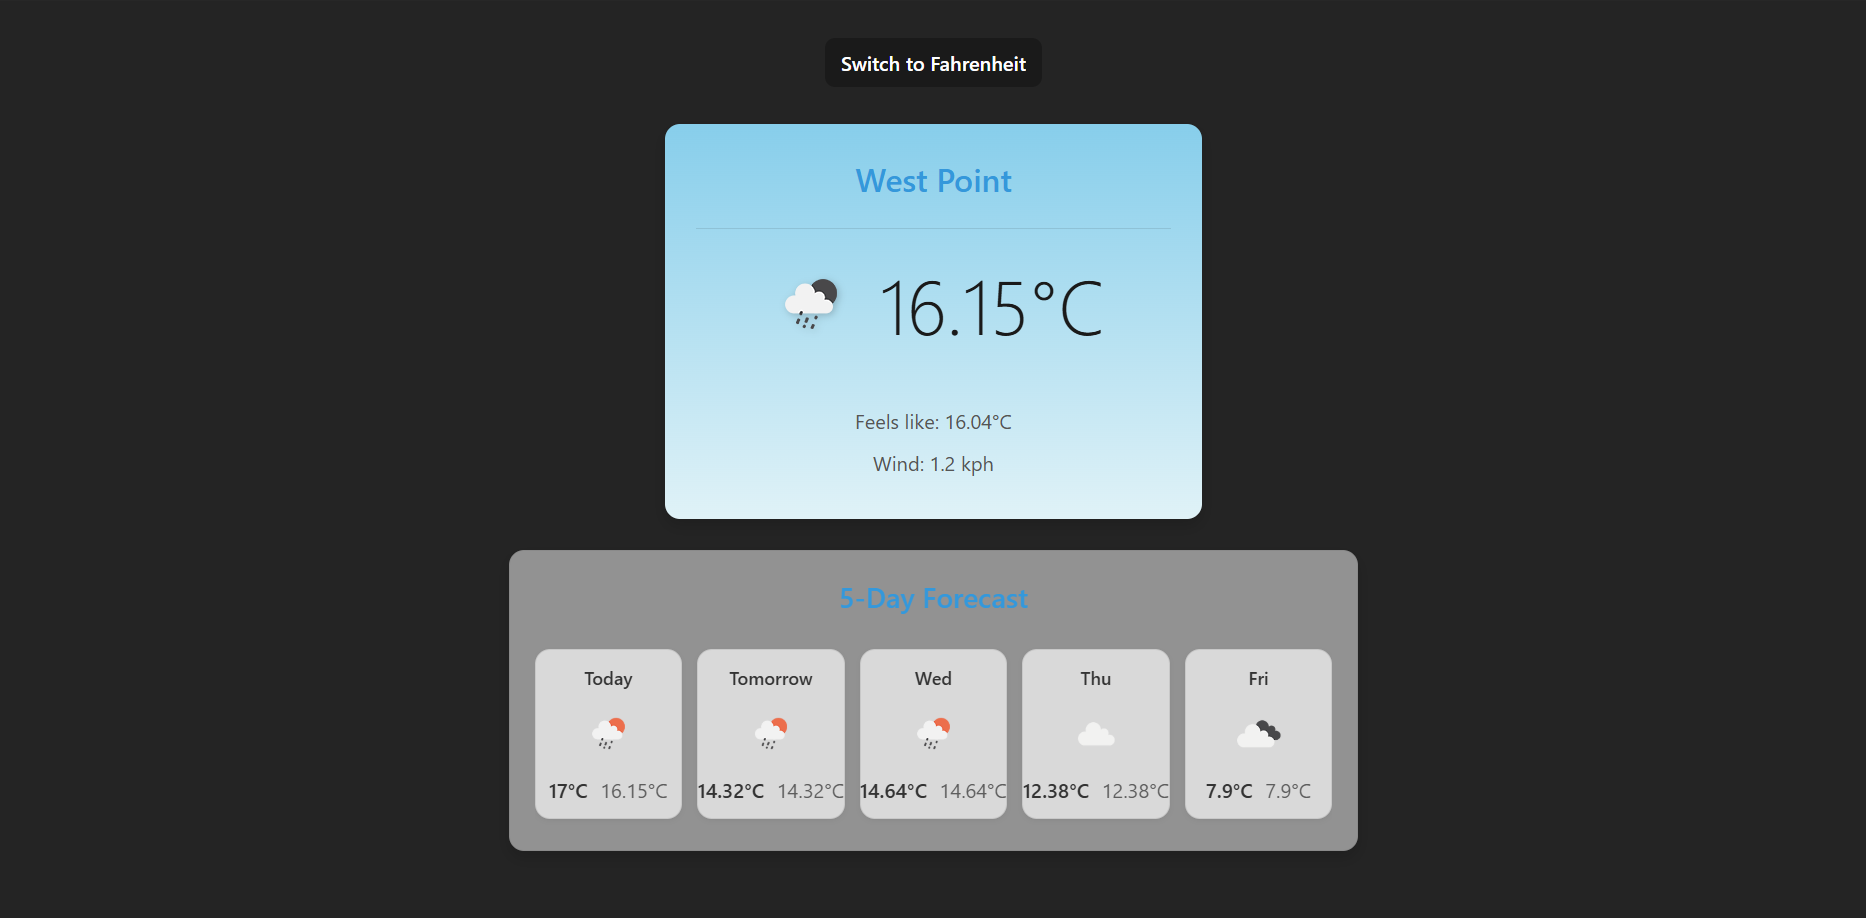 Switch to Fahrenheit
West Point
16.15°C
Feels like: 16.04°C
Wind: 1.2 kph
5-Day Forecast
Today
17°C 16.15°C
Tomorrow
14.32°C 14.32°C
Wed
14.64°C 14.64°C
Thu
12.38°C 12.38°C
Fri
7.9°C 7.9°C